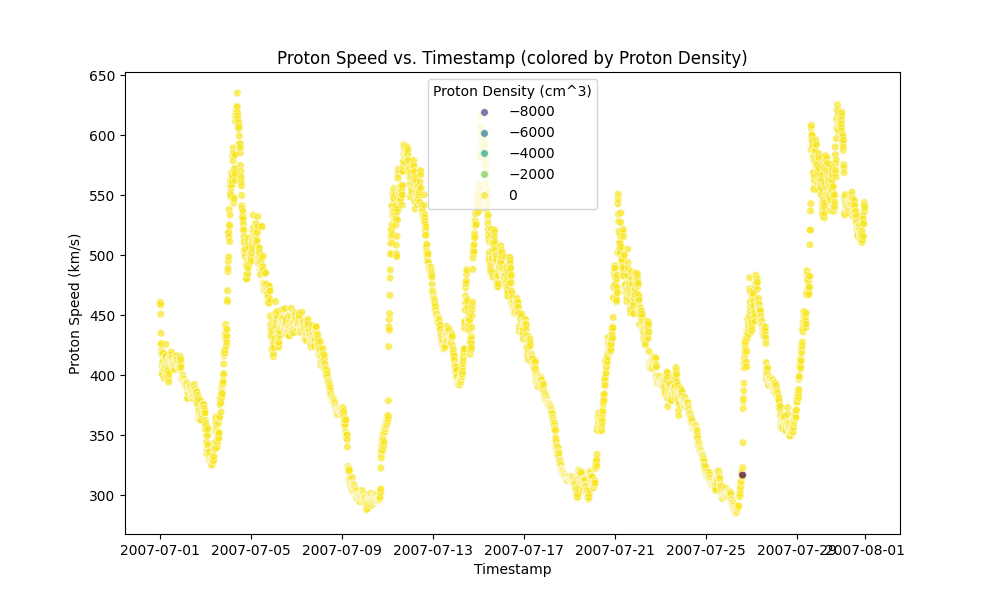 Proton Speed vs. Timestamp (colored by Proton Density)
Proton Density (cm^3)
−8000
−6000
−4000
−2000
0
650
600
550
500
450
400
350
300
Proton Speed (km/s)
2007-07-01 2007-07-05 2007-07-09 2007-07-13 2007-07-17 2007-07-21 2007-07-25 2007-07-29 2007-08-01
Timestamp